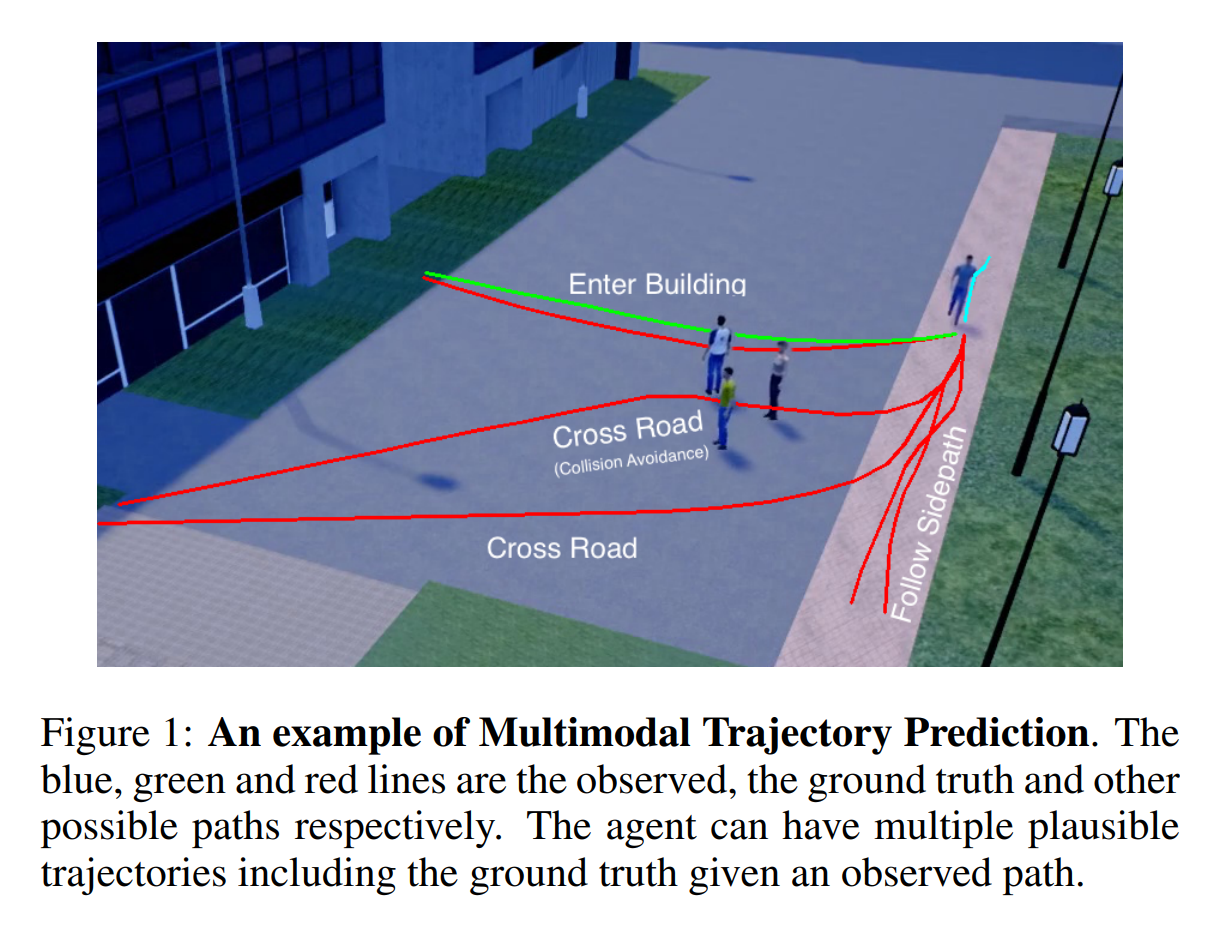 Enter Building
Cross Road
(Collision Avoidance)
Cross Road
Follow Sidepath
Figure 1: An example of Multimodal Trajectory Prediction. The
blue, green and red lines are the observed, the ground truth and other
possible paths respectively. The agent can have multiple plausible
trajectories including the ground truth given an observed path.